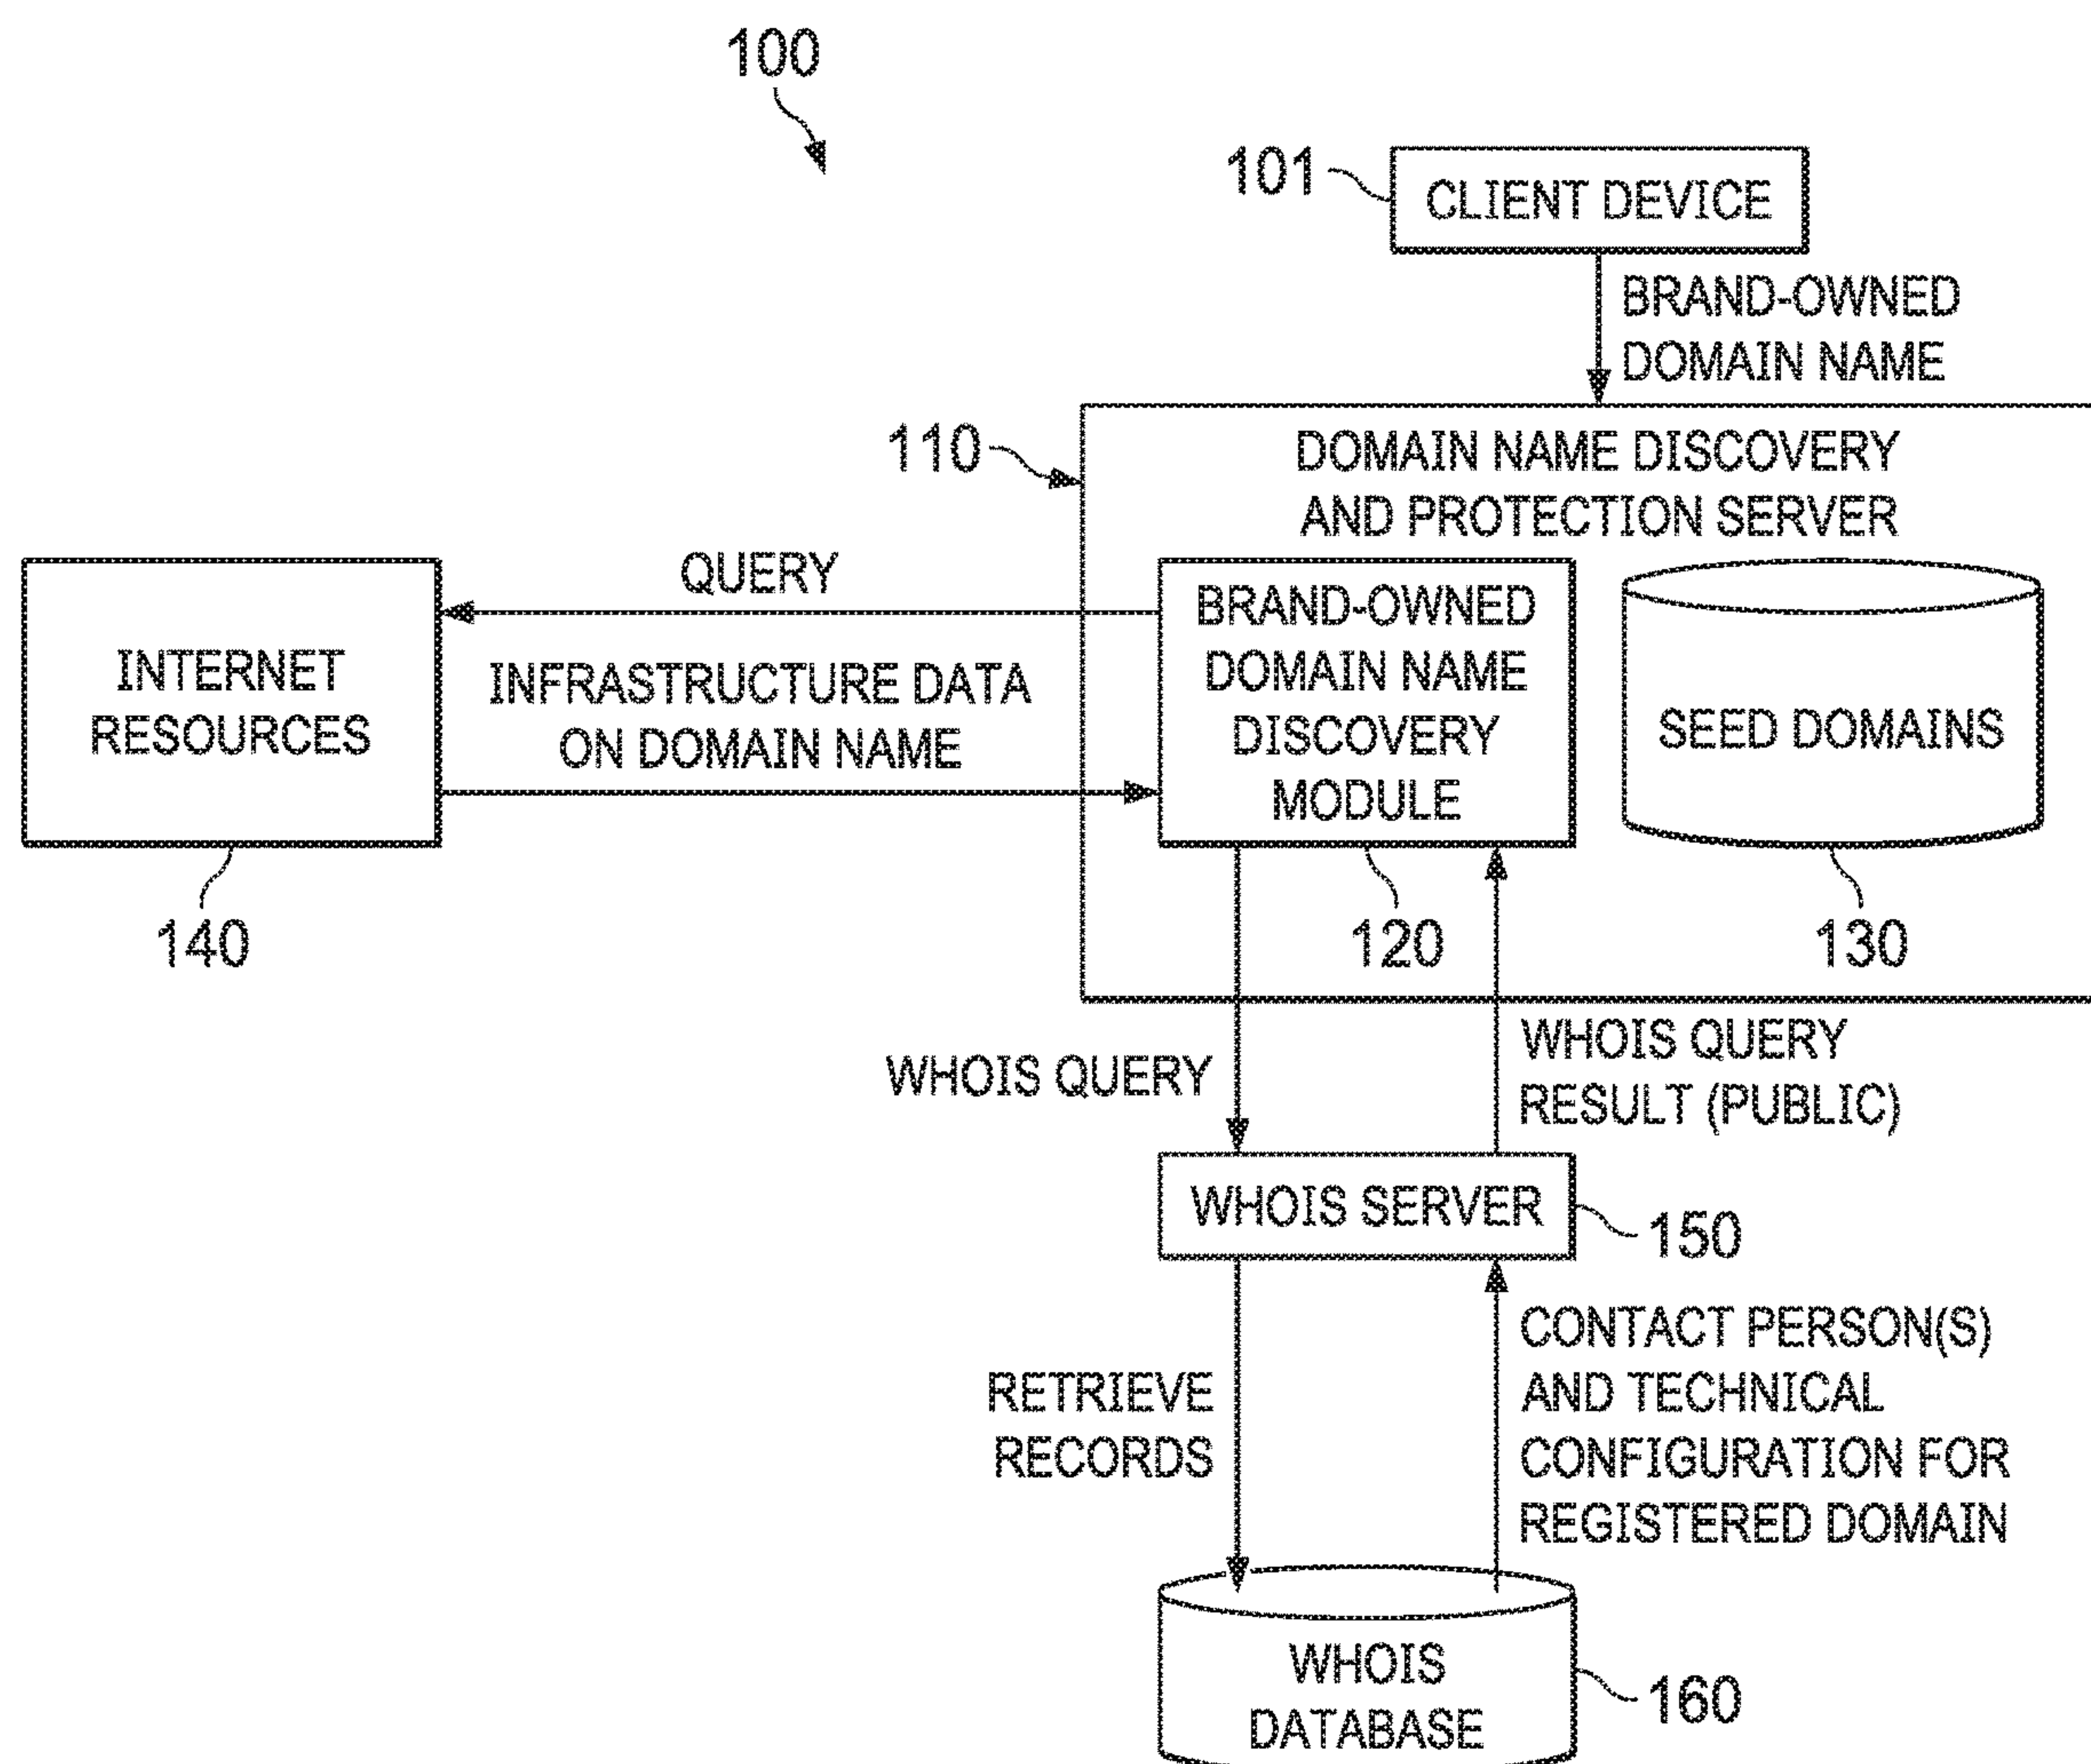 100
101
CLIENT DEVICE
BRAND-OWNED
DOMAIN NAME
110
DOMAIN NAME DISCOVERY
AND PROTECTION SERVER
QUERY
INTERNET
RESOURCES
INFRASTRUCTURE DATA
ON DOMAIN NAME
BRAND-OWNED
DOMAIN NAME
DISCOVERY
MODULE
SEED DOMAINS
140
120
130
WHOIS QUERY
WHOIS QUERY
RESULT (PUBLIC)
WHOIS SERVER
150
RETRIEVE
RECORDS
CONTACT PERSON(S)
AND TECHNICAL
CONFIGURATION FOR
REGISTERED DOMAIN
WHOIS
DATABASE
160